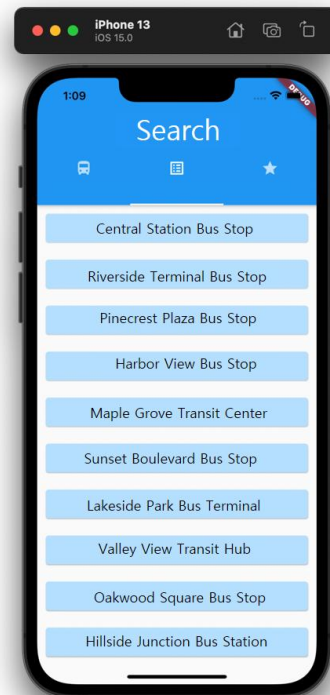 iPhone 13
iOS 15.0
1:09
DEBUG
Search
Central Station Bus Stop
Riverside Terminal Bus Stop
Pinecrest Plaza Bus Stop
Harbor View Bus Stop
Maple Grove Transit Center
Sunset Boulevard Bus Stop
Lakeside Park Bus Terminal
Valley View Transit Hub
Oakwood Square Bus Stop
Hillside Junction Bus Station